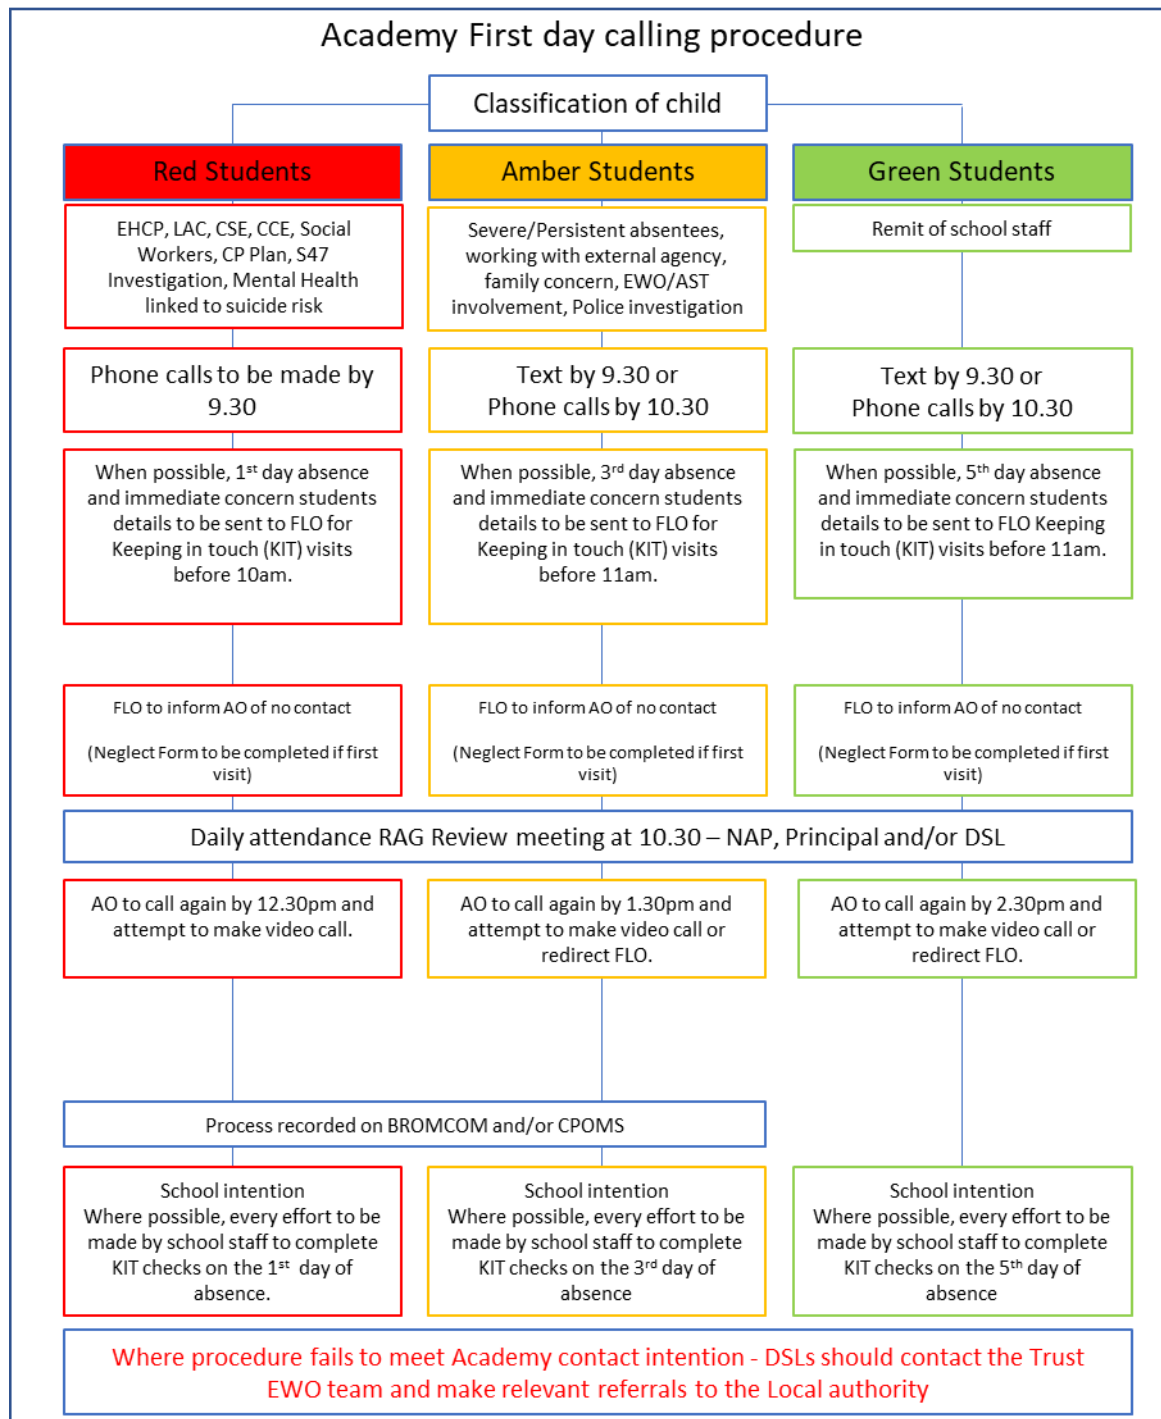 Academy First day calling procedure
Classification of child
Red Students
Amber Students
Green Students
EHCP, LAC, CSE, CCE, Social
Workers, CP Plan, S47
Investigation, Mental Health
linked to suicide risk
Severe/Persistent absentees,
working with external agency,
family concern, EWO/AST
involvement, Police investigation
Remit of school staff
Phone calls to be made by
9.30
Text by 9.30 or
Phone calls by 10.30
Text by 9.30 or
Phone calls by 10.30
When possible, 1st day absence
and immediate concern students
details to be sent to FLO for
Keeping in touch (KIT) visits
before 10am.
When possible, 3rd day absence
and immediate concern students
details to be sent to FLO for
Keeping in touch (KIT) visits
before 11am.
When possible, 5th day absence
and immediate concern students
details to be sent to FLO Keeping
in touch (KIT) visits before 11am.
FLO to inform AO of no contact
(Neglect Form to be completed if first
visit)
FLO to inform AO of no contact
(Neglect Form to be completed if first
visit)
FLO to inform AO of no contact
(Neglect Form to be completed if first
visit)
Daily attendance RAG Review meeting at 10.30 – NAP, Principal and/or DSL
AO to call again by 12.30pm and
attempt to make video call.
AO to call again by 1.30pm and
attempt to make video call or
redirect FLO.
AO to call again by 2.30pm and
attempt to make video call or
redirect FLO.
Process recorded on BROMCOM and/or CPOMS
School intention
Where possible, every effort to be
made by school staff to complete
KIT checks on the 1st day of
absence.
School intention
Where possible, every effort to be
made by school staff to complete
KIT checks on the 3rd day of
absence
School intention
Where possible, every effort to be
made by school staff to complete
KIT checks on the 5th day of
absence
Where procedure fails to meet Academy contact intention - DSLs should contact the Trust
EWO team and make relevant referrals to the Local authority